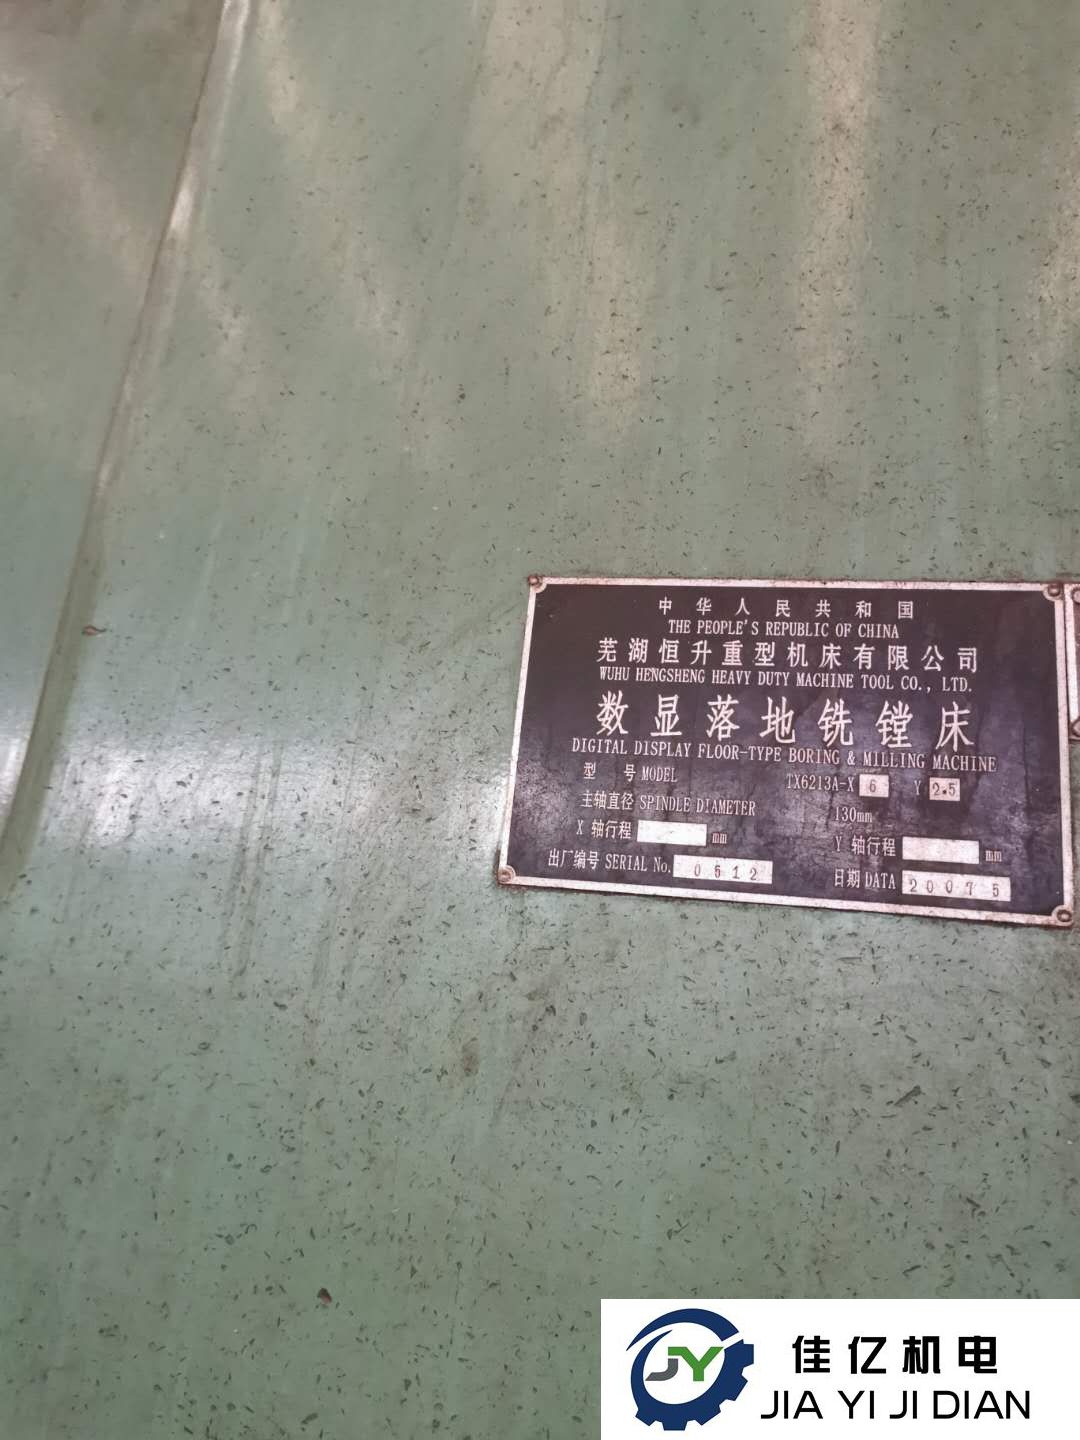 中华人民共和国
THE PEOPLE'S REPUBLIC OF CHINA
芜湖恒升重型机床有限公司
WUHU HENGSHENG HEAVY DUTY MACHINE TOOL CO., LTD.
数显落地铣镗床
DIGITAL DISPLAY FLOOR-TYPE BORING & MILLING MACHINE
型 号 MODEL TX6213A-X 6 Y 2.5
主轴直径 SPINDLE DIAMETER 130mm
X 轴行程 mm Y 轴行程 mm
出厂编号 SERIAL No. 0512 日期 DATA 20075
JY
佳亿机电
JIA YI JI DIAN